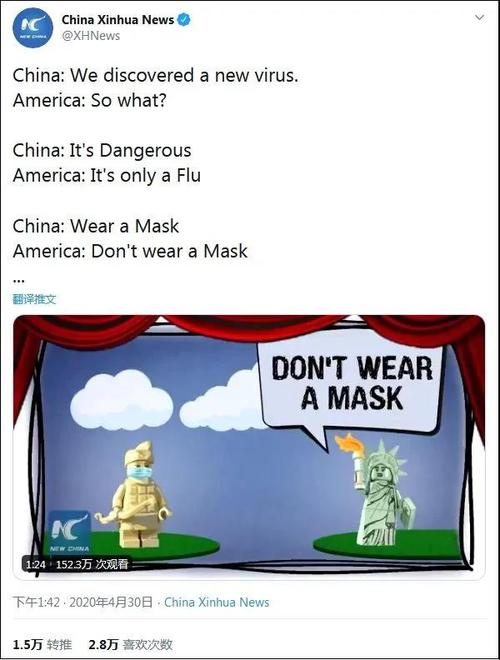 China Xinhua News
@XHNews
China: We discovered a new virus.
America: So what?
China: It's Dangerous
America: It's only a Flu
China: Wear a Mask
America: Don't wear a Mask
...
翻译推文
DON'T WEAR
A MASK
NEW CHINA
1:24 · 152.3万 次观看
下午1:42 · 2020年4月30日 · China Xinhua News
1.5万 转推 2.8万 喜欢次数